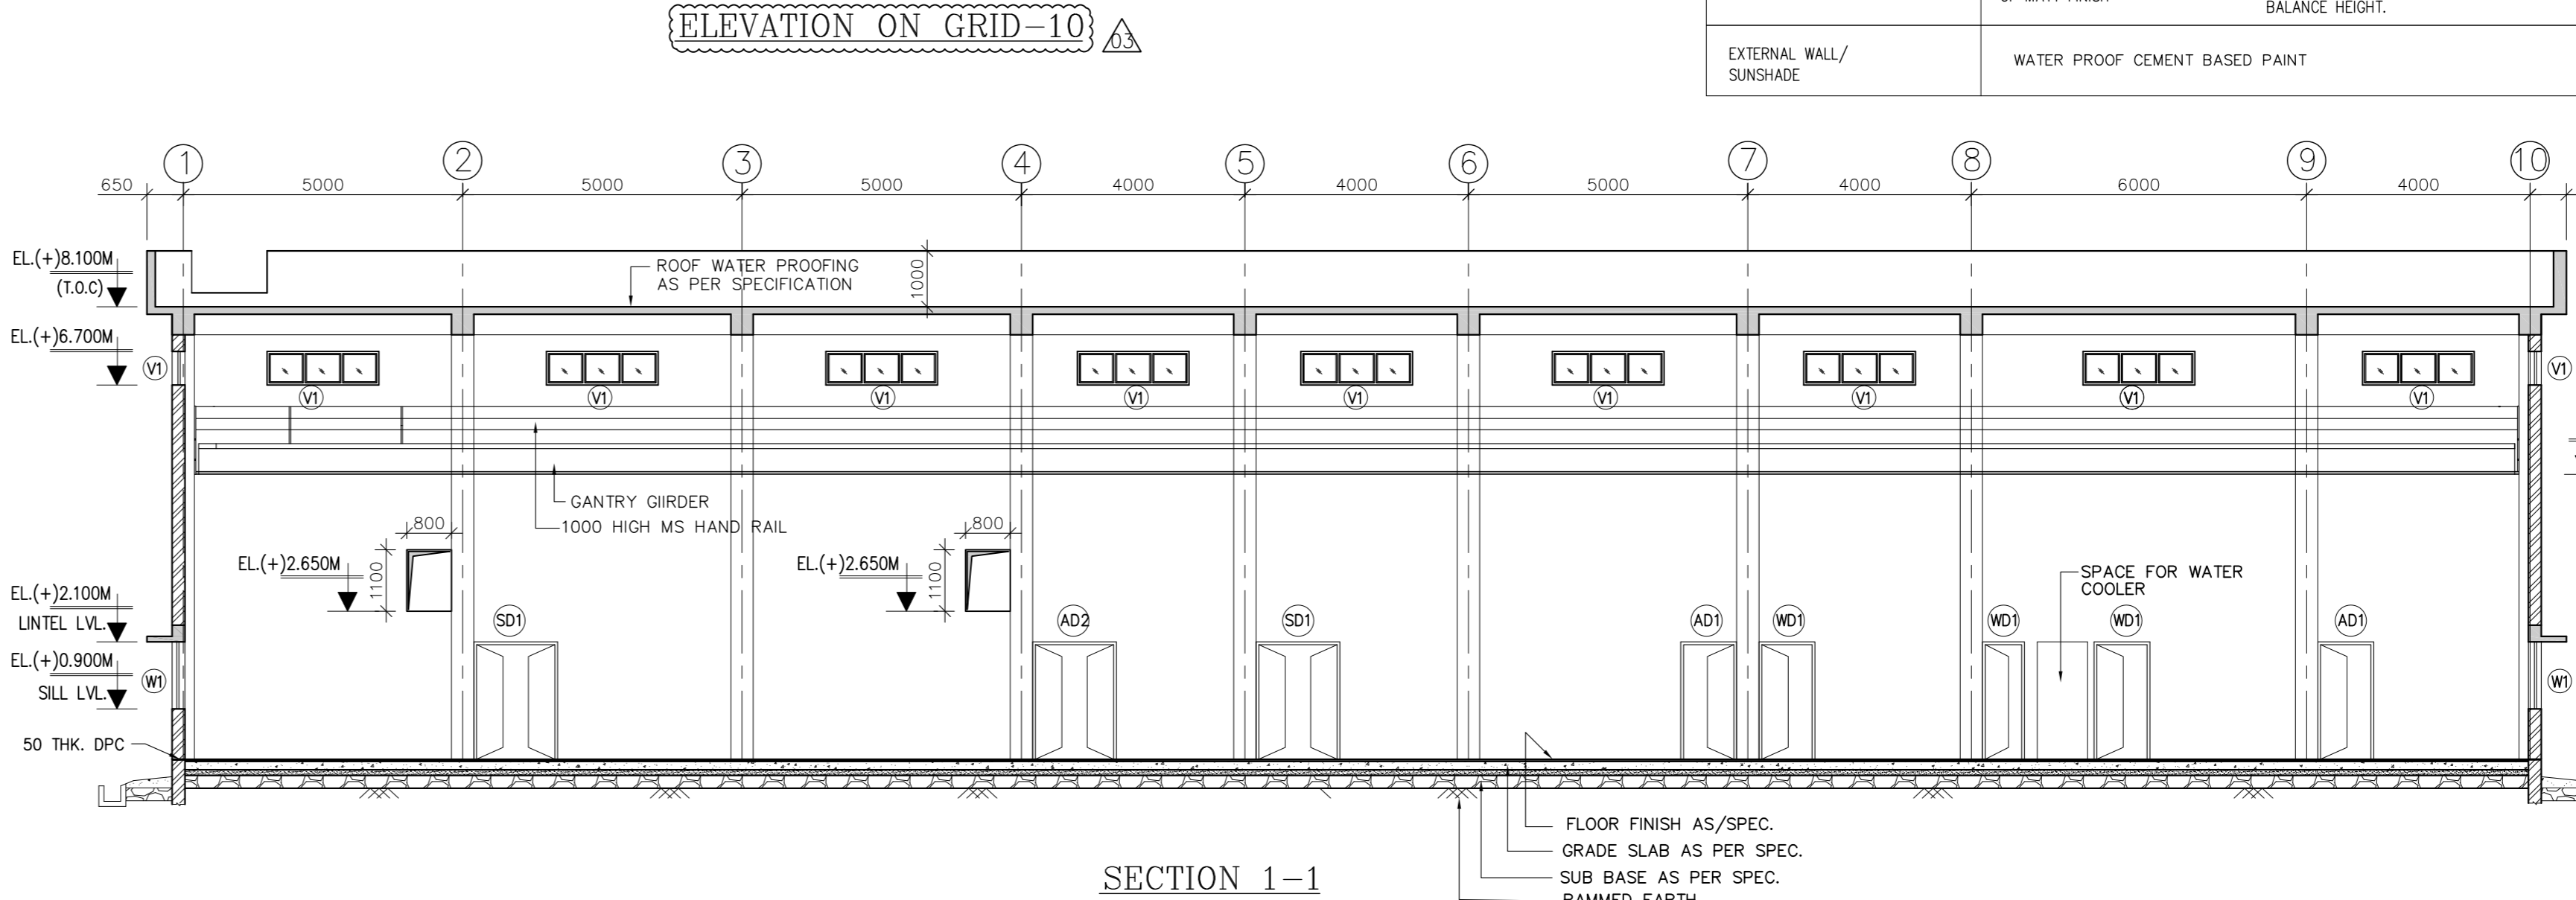 ELEVATION ON GRID-10
03
BALANCE HEIGHT.
EXTERNAL WALL/
SUNSHADE
WATER PROOF CEMENT BASED PAINT
1 2 3 4 5 6 7 8 9 10
650 5000 5000 5000 4000 4000 5000 4000 6000 4000
EL.(+)8.100M
(T.O.C)
ROOF WATER PROOFING
AS PER SPECIFICATION
1000
EL.(+)6.700M
V1 V1
V1 V1 V1 V1 V1 V1 V1 V1 V1
GANTRY GIIRDER
1000 HIGH MS HAND RAIL
800 800
EL.(+)2.650M 1100 EL.(+)2.650M 1100
SPACE FOR WATER
COOLER
EL.(+)2.100M
LINTEL LVL.
SD1 AD2 SD1 AD1 WD1 WD1 WD1 AD1
EL.(+)0.900M
SILL LVL.
W1 W1
50 THK. DPC
FLOOR FINISH AS/SPEC.
GRADE SLAB AS PER SPEC.
SUB BASE AS PER SPEC.
RAMMED EARTH
SECTION 1-1